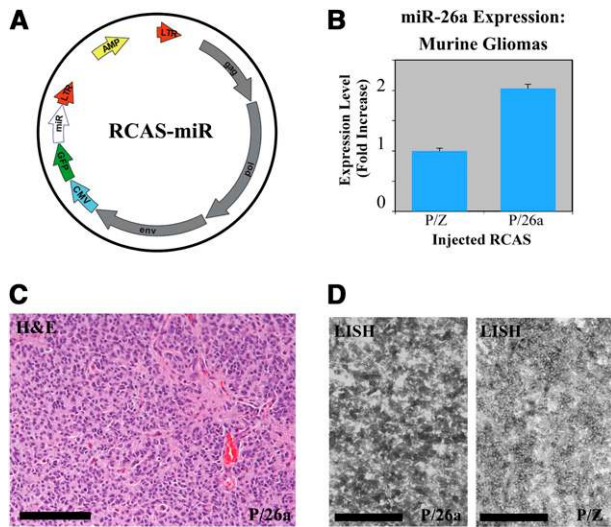 A
LTR
AMP
gag
LTR
miR
RCAS-miR
GFP
pol
CMV
env
B
miR-26a Expression:
Murine Gliomas
Expression Level
(Fold Increase)
2
1
0
P/Z
P/26a
Injected RCAS
C
H&E
P/26a
D
LISH
LISH
P/26a
P/Z